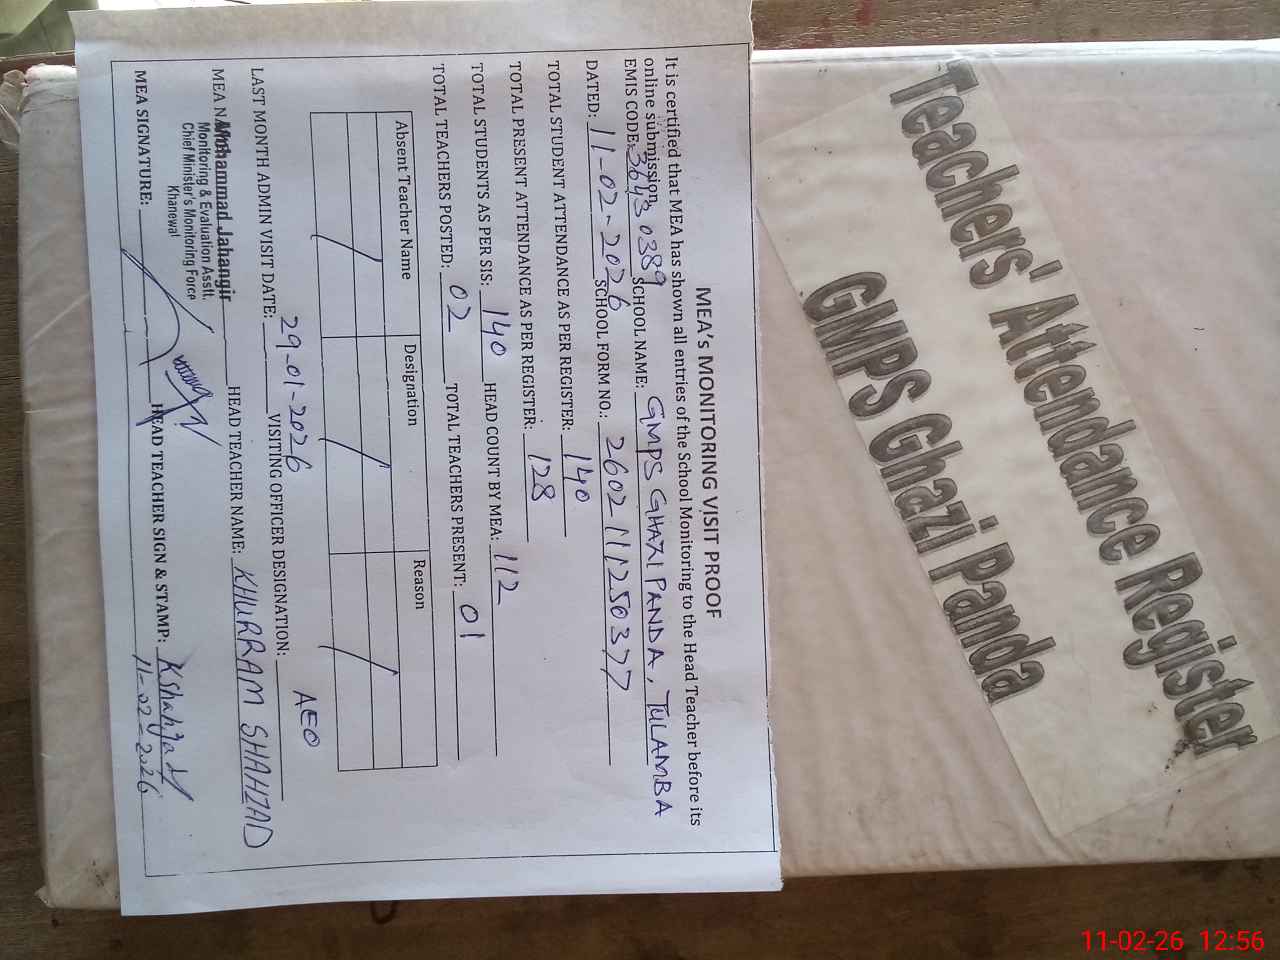 MEA's MONITORING VISIT PROOF
It is certified that MEA has shown all entries of the School Monitoring to the Head Teacher before its
online submission.
EMIS CODE: 36430389 SCHOOL NAME: GMPS GHAZI PANDA, TULAMBA
DATED: 11-02-2026 SCHOOL FORM NO.: 2602111250377
TOTAL STUDENT ATTENDANCE AS PER REGISTER: 140
TOTAL PRESENT ATTENDANCE AS PER REGISTER: 128
TOTAL STUDENTS AS PER SIS: 140 HEAD COUNT BY MEA: 112
TOTAL TEACHERS POSTED: 02 TOTAL TEACHERS PRESENT: 01
Absent Teacher Name Designation Reason
LAST MONTH ADMIN VISIT DATE: 29-01-2026 VISITING OFFICER DESIGNATION: AEO
MEA NAME: HEAD TEACHER NAME: KHURRAM SHAHZAD
Mohammad Jahangir
Monitoring & Evaluation Asstt.
Chief Minister's Monitoring Force
Khanewal
MEA SIGNATURE: HEAD TEACHER SIGN & STAMP: KShahzad
11-02-2026
Teachers' Attendance Register
GMPS Ghazi Panda
11-02-26 12:56